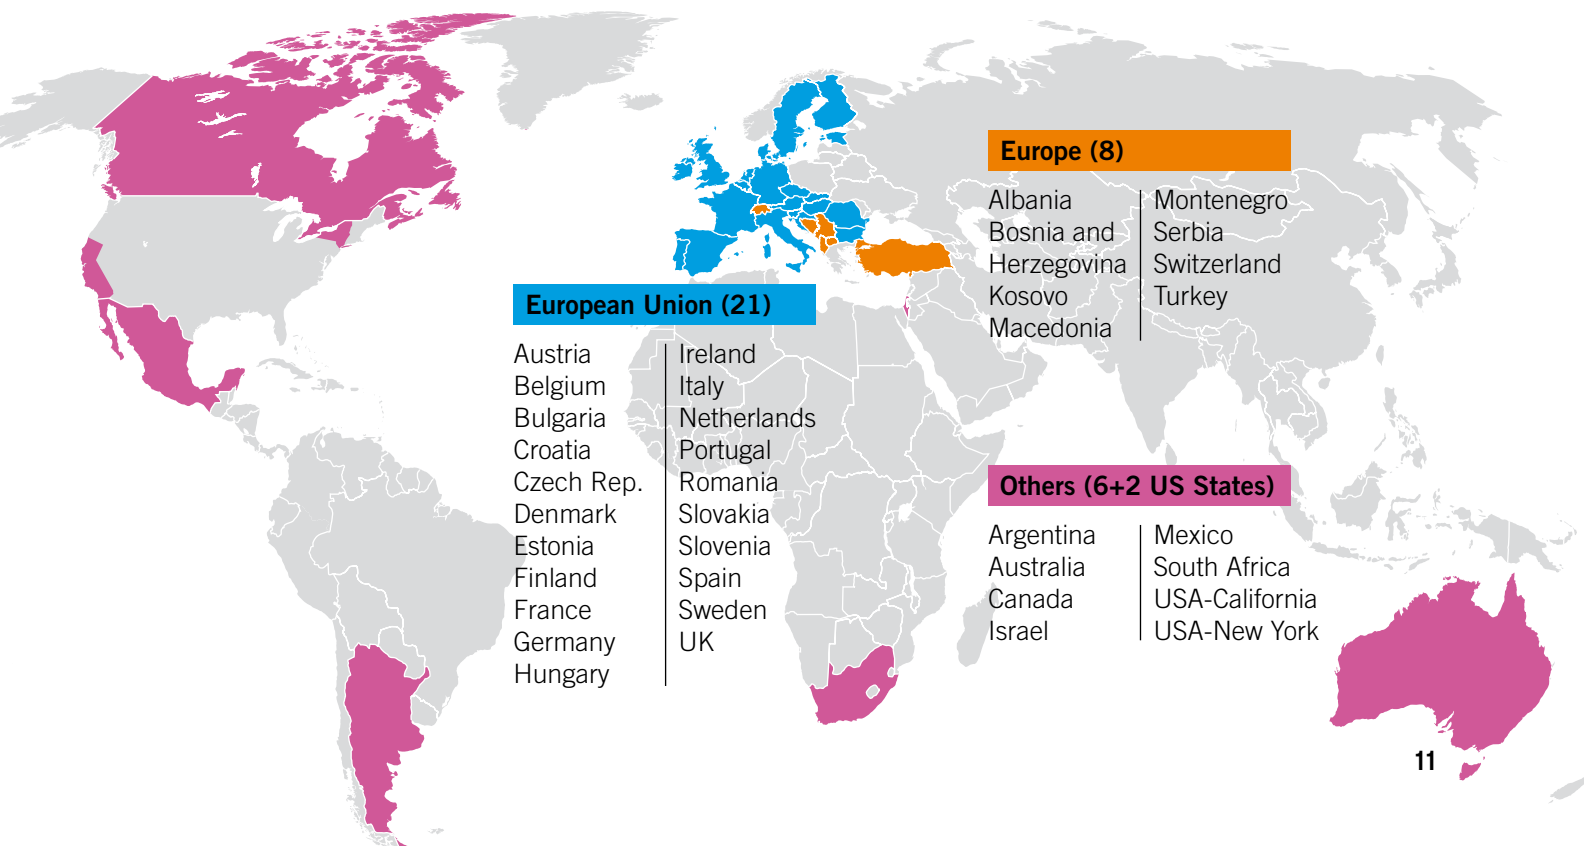 Europe (8)
Albania
Bosnia and
Herzegovina
Kosovo
Macedonia
Montenegro
Serbia
Switzerland
Turkey
European Union (21)
Austria
Belgium
Bulgaria
Croatia
Czech Rep.
Denmark
Estonia
Finland
France
Germany
Hungary
Ireland
Italy
Netherlands
Portugal
Romania
Slovakia
Slovenia
Spain
Sweden
UK
Others (6+2 US States)
Argentina
Australia
Canada
Israel
Mexico
South Africa
USA-California
USA-New York
11